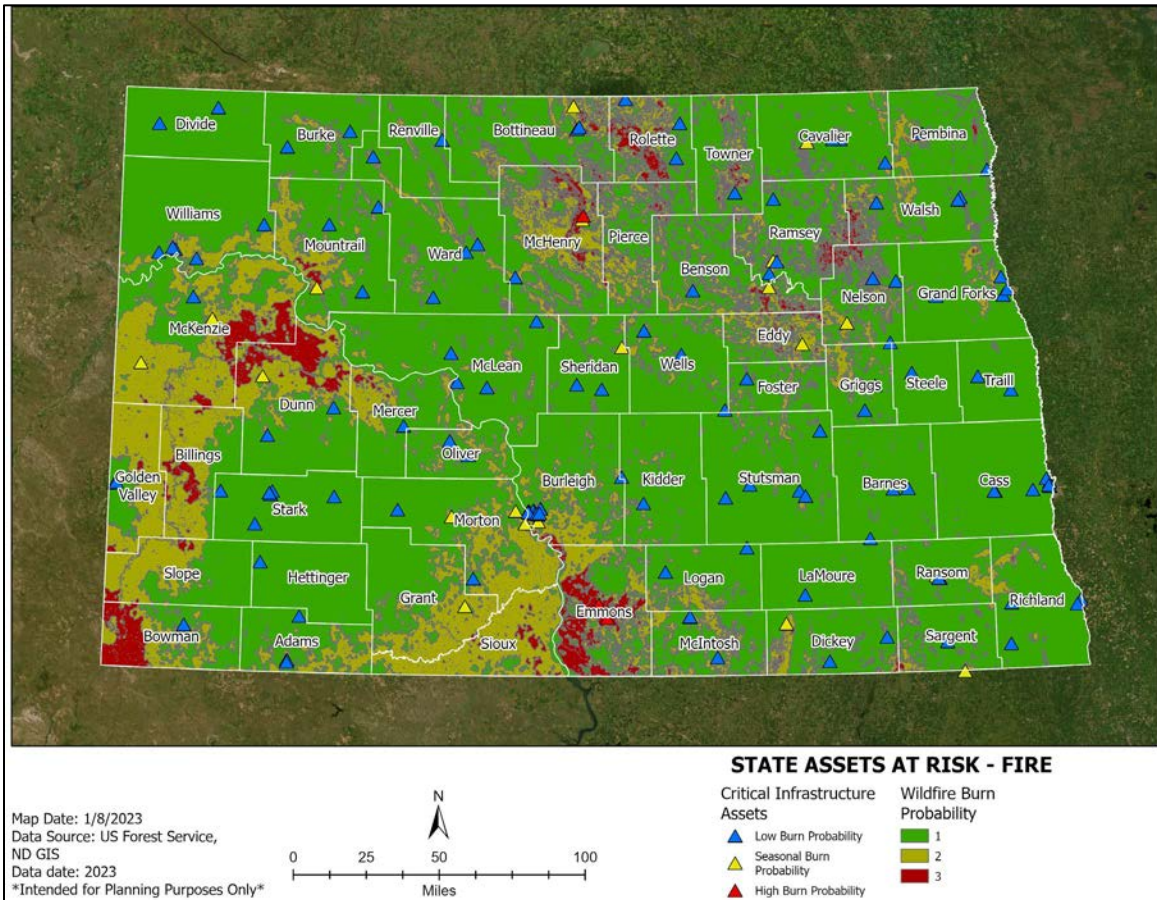 Divide
Burke
Renville
Bottineau
Rolette
Towner
Cavalier
Pembina
Williams
Mountrail
Ward
McHenry
Pierce
Ramsey
Walsh
Benson
Nelson
Grand Forks
McKenzie
McLean
Sheridan
Wells
Eddy
Foster
Griggs
Steele
Traill
Dunn
Mercer
Oliver
Billings
Golden
Valley
Stark
Morton
Burleigh
Kidder
Stutsman
Barnes
Cass
Slope
Hettinger
Grant
Emmons
Logan
LaMoure
Ransom
Richland
Bowman
Adams
Sioux
McIntosh
Dickey
Sargent
STATE ASSETS AT RISK - FIRE
Critical Infrastructure
Assets
Low Burn Probability
Seasonal Burn
Probability
High Burn Probability
Wildfire Burn
Probability
1
2
3
Map Date: 1/8/2023
Data Source: US Forest Service,
ND GIS
Data date: 2023
*Intended for Planning Purposes Only*
N
0 25 50 100
Miles